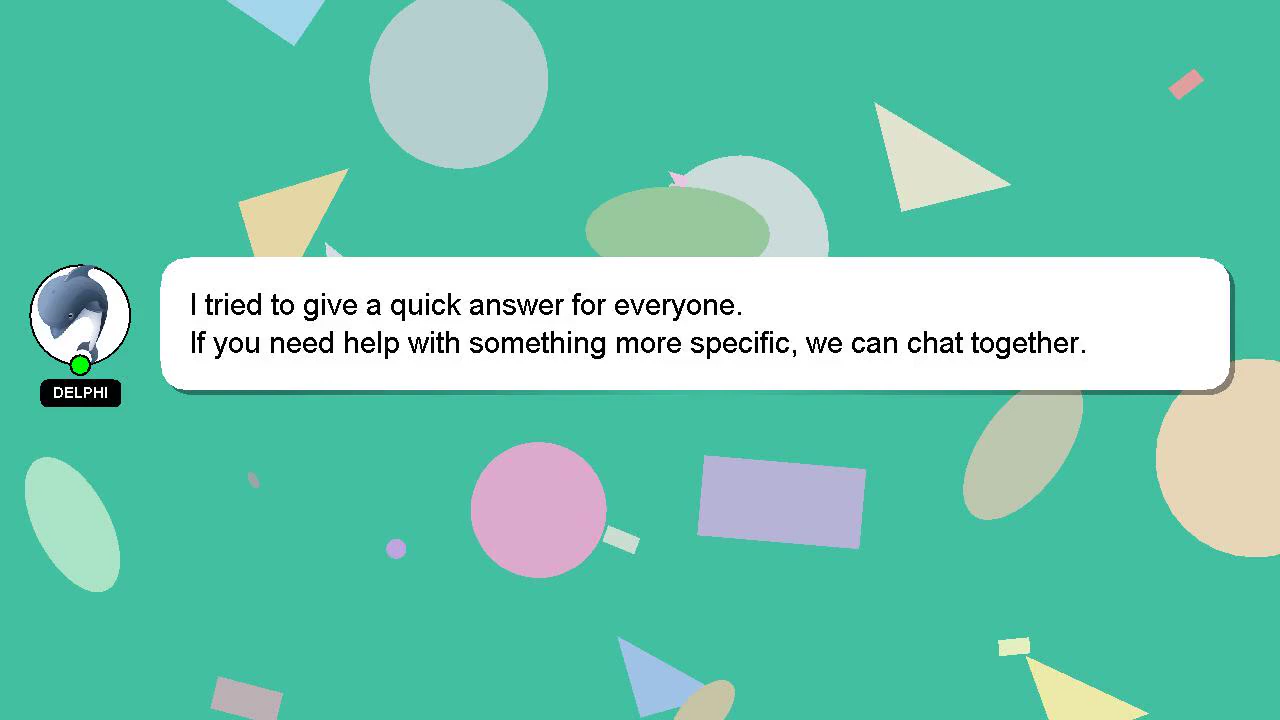 I tried to give a quick answer for everyone.
If you need help with something more specific, we can chat together.
DELPHI